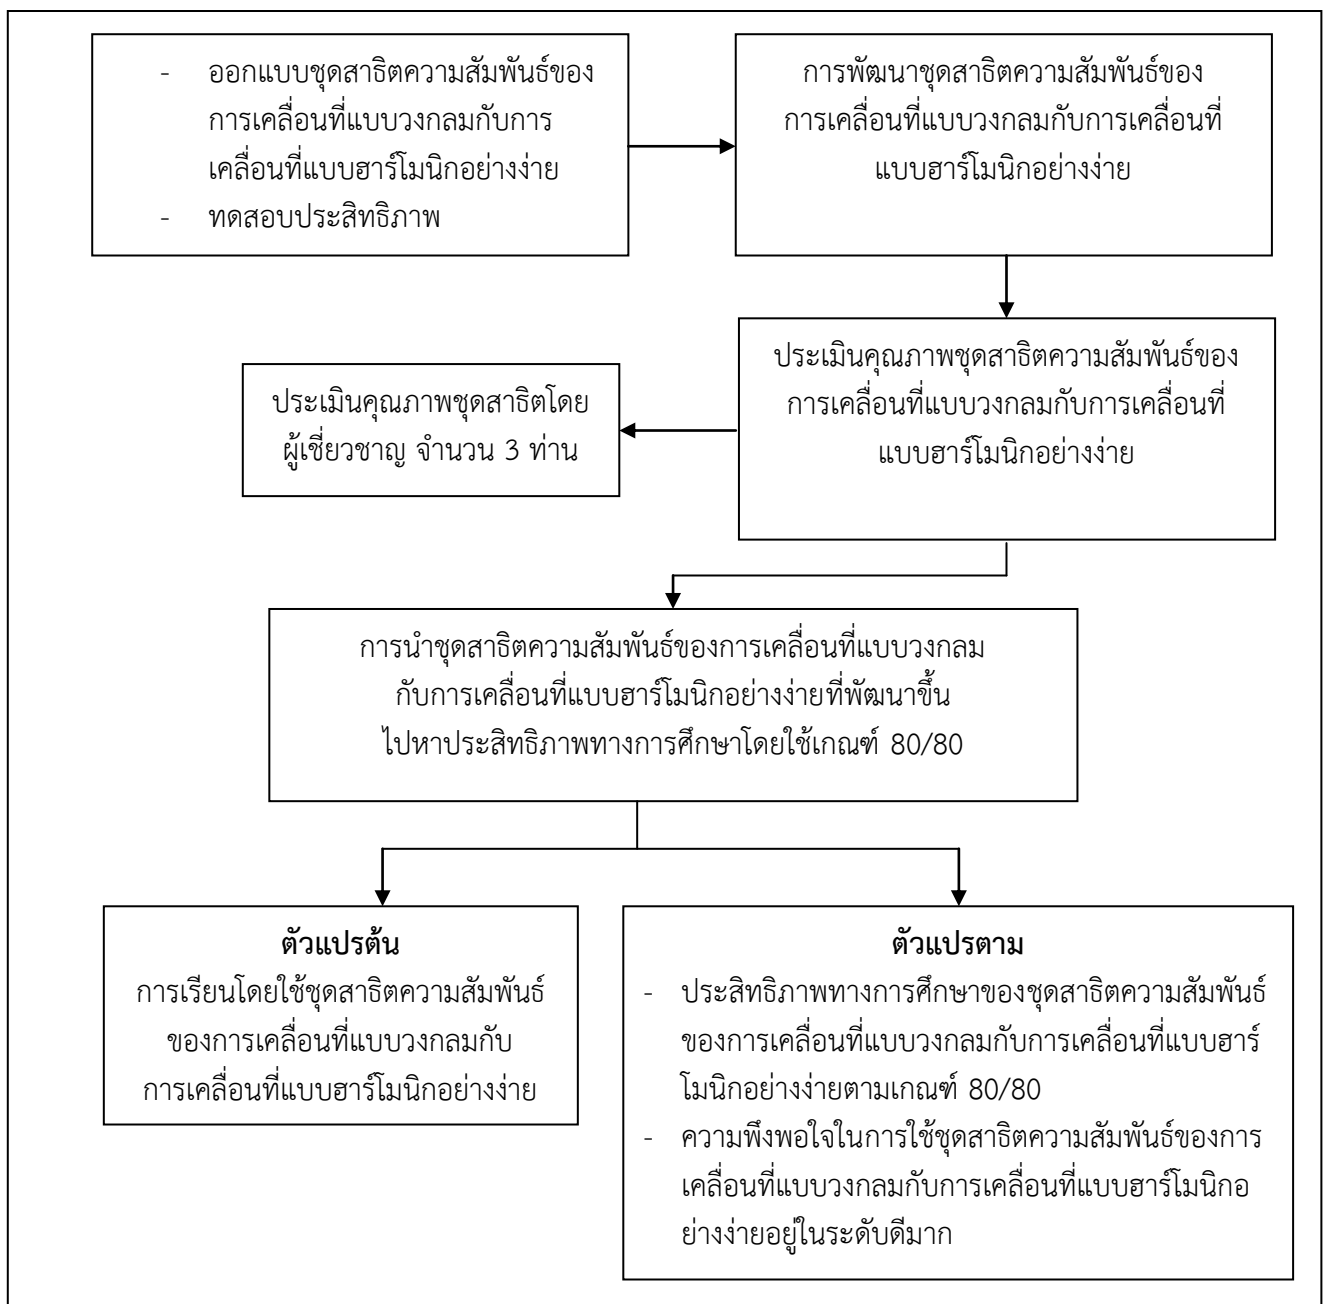 - ออกแบบชุดสาธิตความสัมพันธ์ของ
การเคลื่อนที่แบบวงกลมกับการ
เคลื่อนที่แบบฮาร์โมนิกอย่างง่าย
- ทดสอบประสิทธิภาพ
การพัฒนาชุดสาธิตความสัมพันธ์ของ
การเคลื่อนที่แบบวงกลมกับการเคลื่อนที่
แบบฮาร์โมนิกอย่างง่าย
ประเมินคุณภาพชุดสาธิตความสัมพันธ์ของ
การเคลื่อนที่แบบวงกลมกับการเคลื่อนที่
แบบฮาร์โมนิกอย่างง่าย
ประเมินคุณภาพชุดสาธิตโดย
ผู้เชี่ยวชาญ จำนวน 3 ท่าน
การนำชุดสาธิตความสัมพันธ์ของการเคลื่อนที่แบบวงกลม
กับการเคลื่อนที่แบบฮาร์โมนิกอย่างง่ายที่พัฒนาขึ้น
ไปหาประสิทธิภาพทางการศึกษาโดยใช้เกณฑ์ 80/80
ตัวแปรต้น
การเรียนโดยใช้ชุดสาธิตความสัมพันธ์
ของการเคลื่อนที่แบบวงกลมกับ
การเคลื่อนที่แบบฮาร์โมนิกอย่างง่าย
ตัวแปรตาม
- ประสิทธิภาพทางการศึกษาของชุดสาธิตความสัมพันธ์
ของการเคลื่อนที่แบบวงกลมกับการเคลื่อนที่แบบฮาร์
โมนิกอย่างง่ายตามเกณฑ์ 80/80
- ความพึงพอใจในการใช้ชุดสาธิตความสัมพันธ์ของการ
เคลื่อนที่แบบวงกลมกับการเคลื่อนที่แบบฮาร์โมนิกอ
ย่างง่ายอยู่ในระดับดีมาก